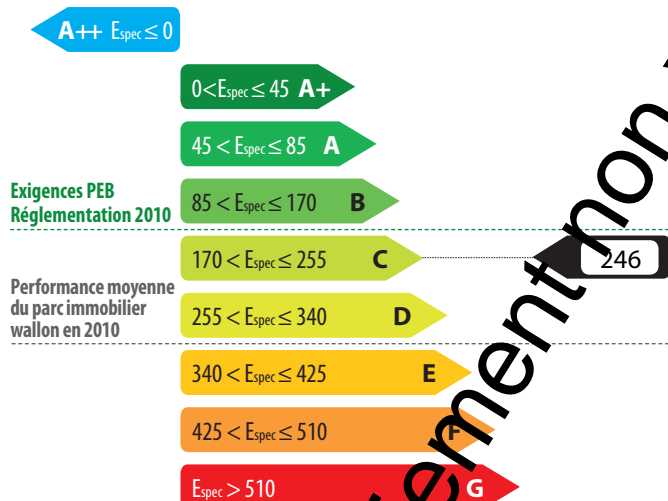 A++ Espec ≤ 0
0<Espec ≤ 45 A+
45 < Espec ≤ 85 A
Exigences PEB
Réglementation 2010
85 < Espec ≤ 170 B
170 < Espec ≤ 255 C
246
Performance moyenne
du parc immobilier
wallon en 2010
255 < Espec ≤ 340 D
340 < Espec ≤ 425 E
425 < Espec ≤ 510 F
Espec > 510 G
non